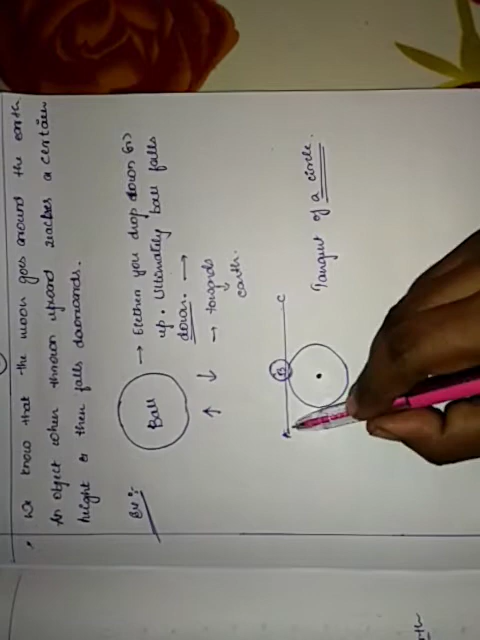 • We know that the moon goes around the earth
An object when thrown upward reaches a certain
height & then falls downwards.
Ex:-
Ball
→ Eiether you drop down (or)
up. Ultimately ball falls
down. →
↑ ↓ → towards
↓
earth.
A B C
Tangent of a circle.